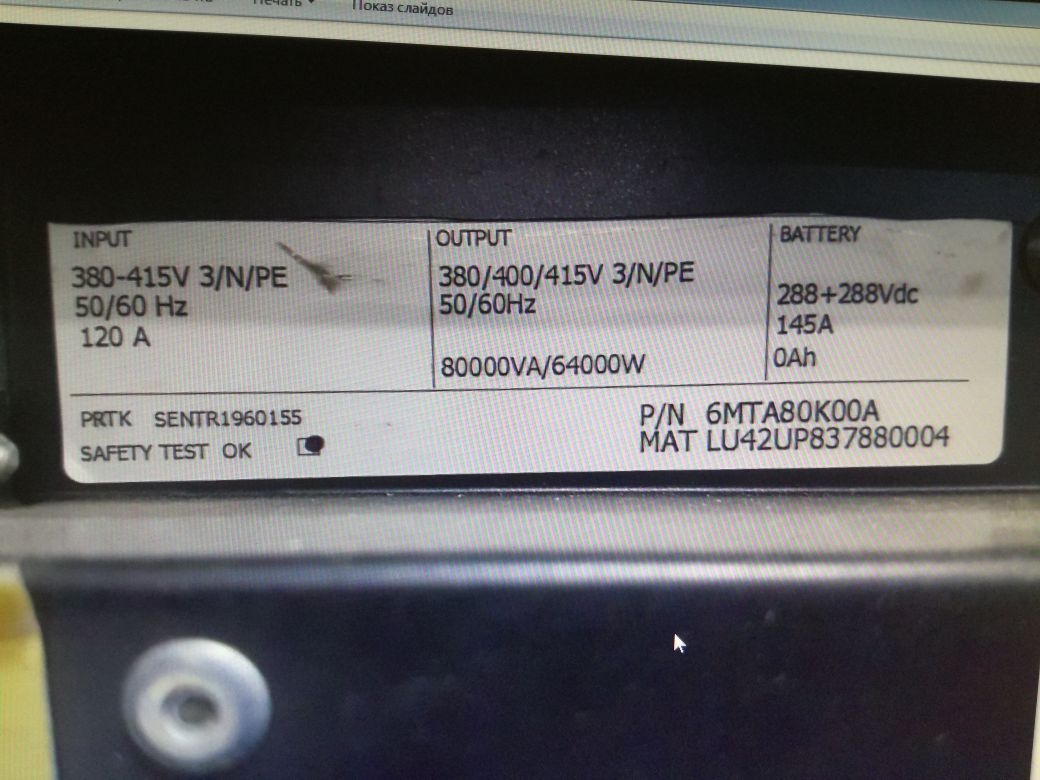 Печать
Показ слайдов
INPUT
380-415V 3/N/PE
50/60 Hz
120 A
OUTPUT
380/400/415V 3/N/PE
50/60Hz
80000VA/64000W
BATTERY
288+288Vdc
145A
0Ah
PRTK SENTR1960155
SAFETY TEST OK
P/N 6MTA80K00A
MAT LU42UP837880004